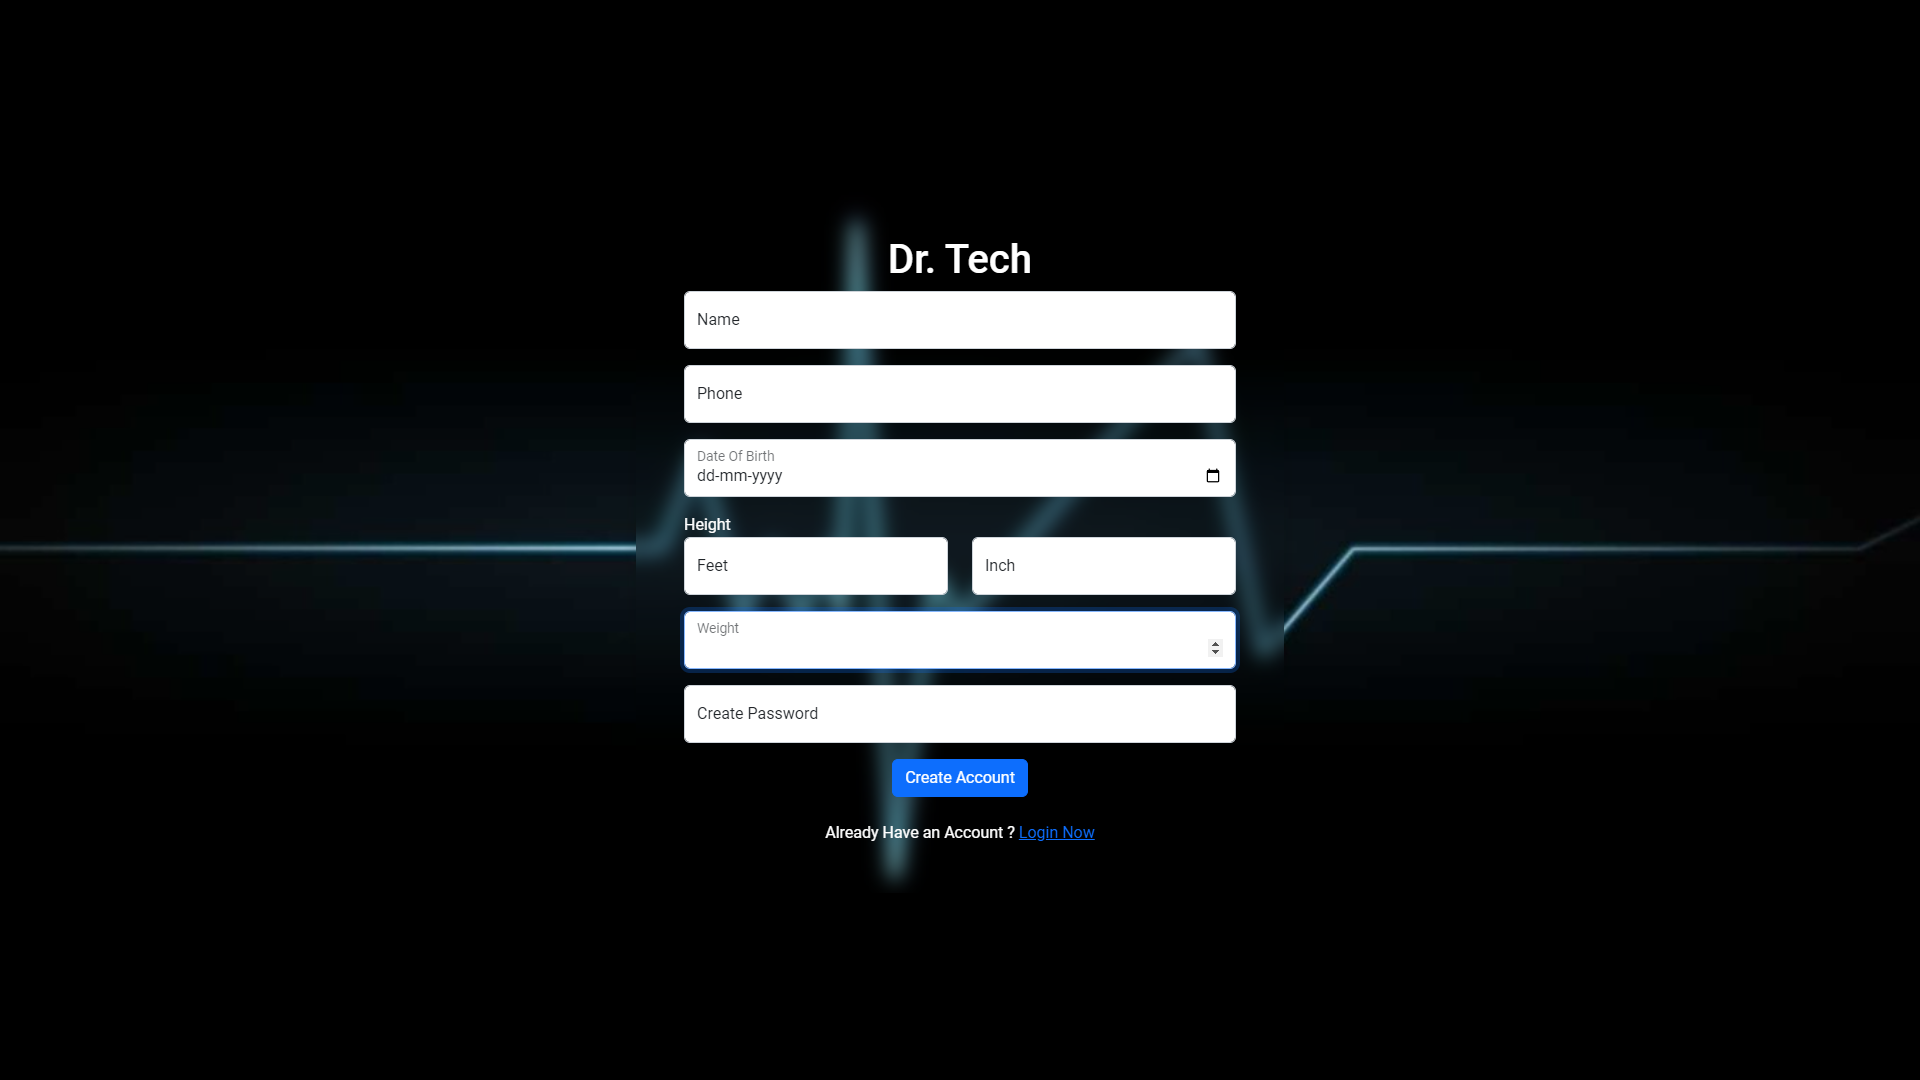 Dr. Tech
Name
Phone
Date Of Birth
dd-mm-yyyy
Height
Feet Inch
Weight
Create Password
Create Account
Already Have an Account ? Login Now